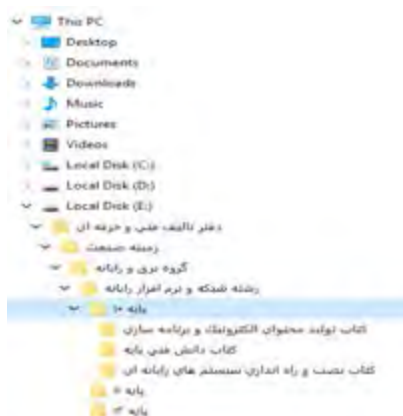 This PC
Desktop
Documents
Downloads
Music
Pictures
Videos
Local Disk (C:)
Local Disk (D:)
Local Disk (E:)
دفتر تالیف فنی و حرفه ای
زمینه صنعت
گروه برق و رایانه
رشته شبکه و نرم افزار رایانه
پایه ۱۰
کتاب تولید محتوای الکترونیک و برنامه سازی
کتاب دانش فنی پایه
کتاب نصب و راه اندازی سیستم های رایانه ای
پایه ۱۱
پایه ۱۲